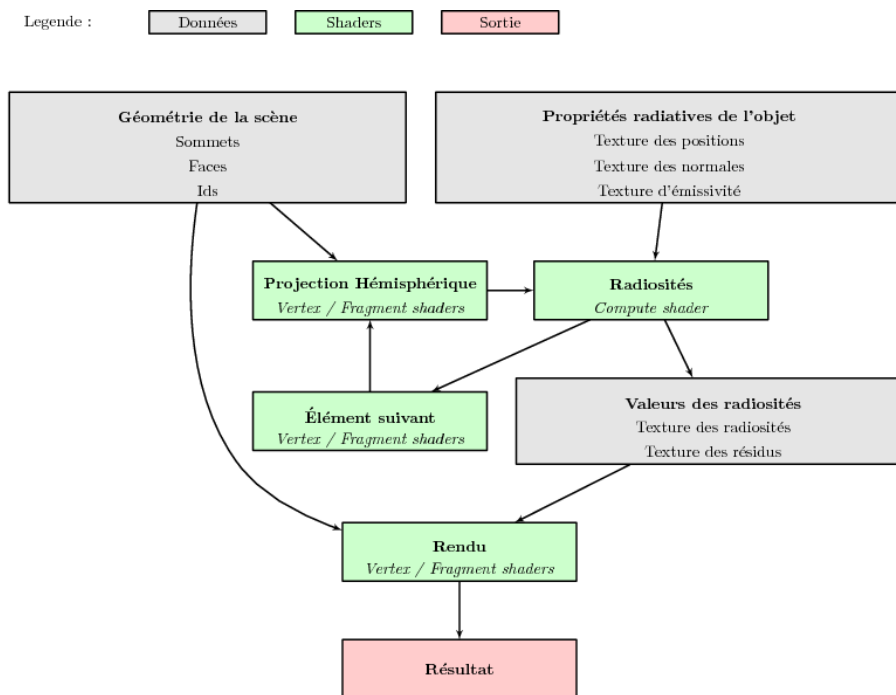 Legende : Données Shaders Sortie
Géométrie de la scène
Sommets
Faces
Ids
Propriétés radiatives de l'objet
Texture des positions
Texture des normales
Texture d'émissivité
Projection Hémisphérique
Vertex / Fragment shaders
Radiosités
Compute shader
Élément suivant
Vertex / Fragment shaders
Valeurs des radiosités
Texture des radiosités
Texture des résidus
Rendu
Vertex / Fragment shaders
Résultat